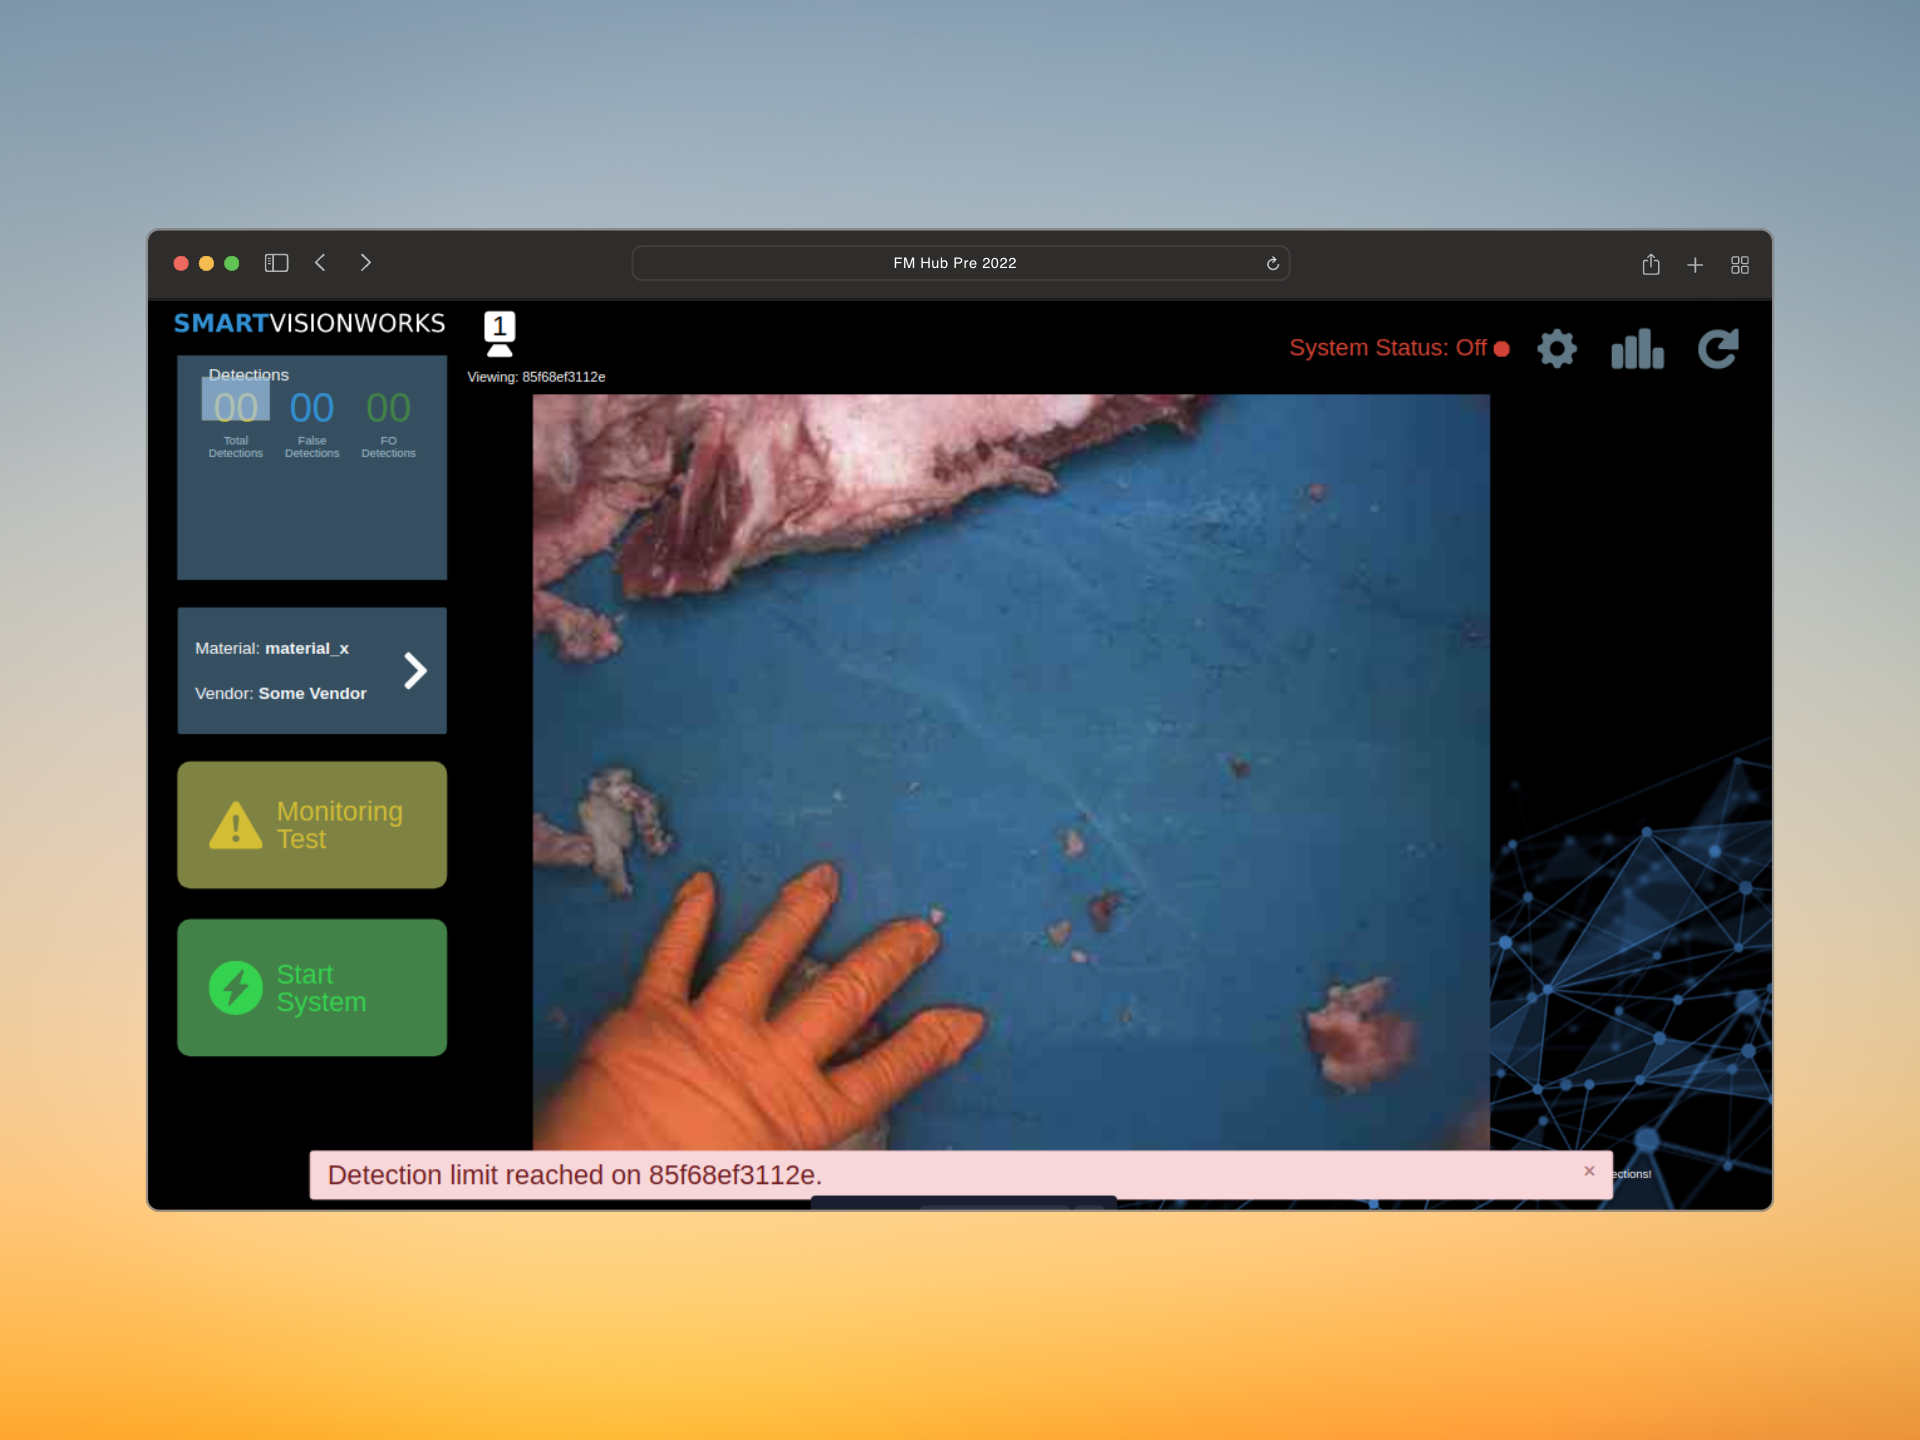 FM Hub Pre 2022
SMARTVISIONWORKS
1
System Status: Off
Viewing: 85f68ef3112e
Detections
00 00 00
Total Detections
False Detections
FO Detections
Material: material_x
Vendor: Some Vendor
Monitoring
Test
Start
System
Detection limit reached on 85f68ef3112e.
×